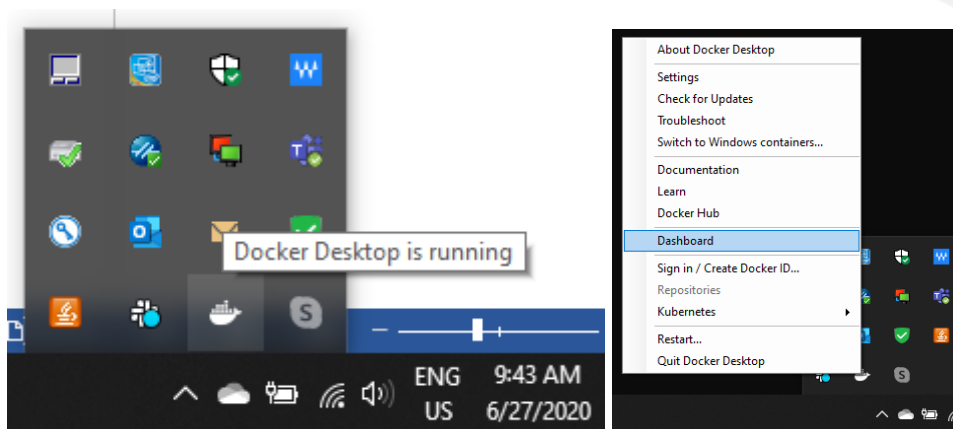 Docker Desktop is running
ENG
US
9:43 AM
6/27/2020
About Docker Desktop
Settings
Check for Updates
Troubleshoot
Switch to Windows containers...
Documentation
Learn
Docker Hub
Dashboard
Sign in / Create Docker ID...
Repositories
Kubernetes
Restart...
Quit Docker Desktop